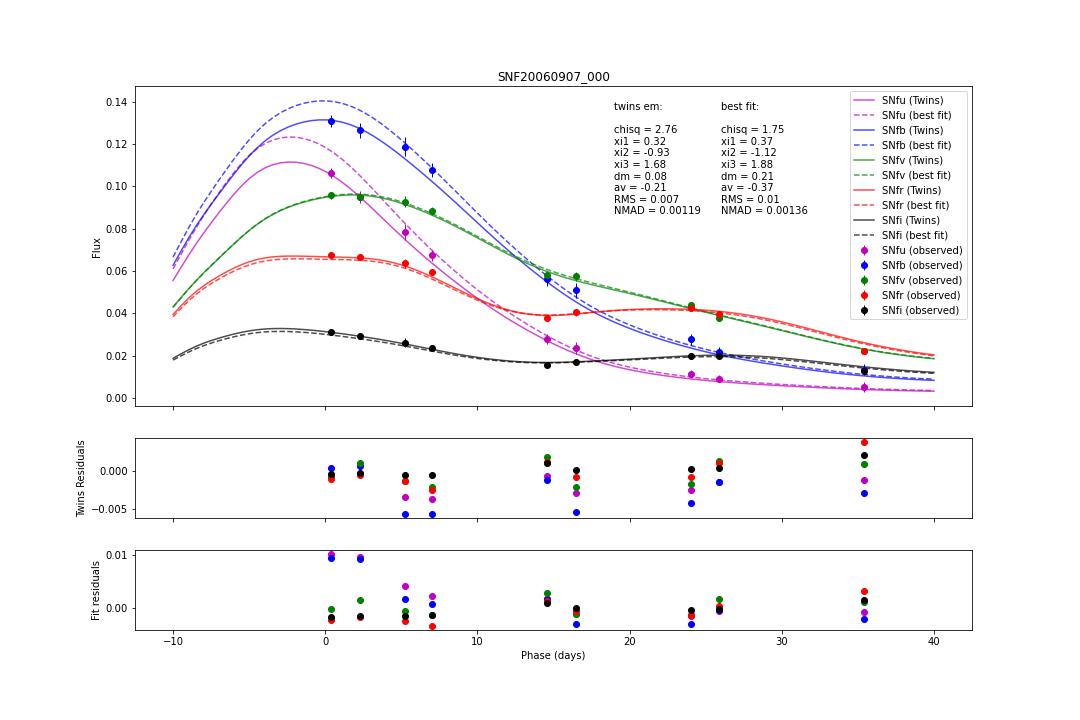 SNF20060907_000
twins em:
chisq = 2.76
xi1 = 0.32
xi2 = -0.93
xi3 = 1.68
dm = 0.08
av = -0.21
RMS = 0.007
NMAD = 0.00119
best fit:
chisq = 1.75
xi1 = 0.37
xi2 = -1.12
xi3 = 1.88
dm = 0.21
av = -0.37
RMS = 0.01
NMAD = 0.00136
SNfu (Twins)
SNfu (best fit)
SNfb (Twins)
SNfb (best fit)
SNfv (Twins)
SNfv (best fit)
SNfr (Twins)
SNfr (best fit)
SNfi (Twins)
SNfi (best fit)
SNfu (observed)
SNfb (observed)
SNfv (observed)
SNfr (observed)
SNfi (observed)
Flux
0.14
0.12
0.10
0.08
0.06
0.04
0.02
0.00
Twins Residuals
0.000
−0.005
Fit residuals
0.01
0.00
−10 0 10 20 30 40
Phase (days)